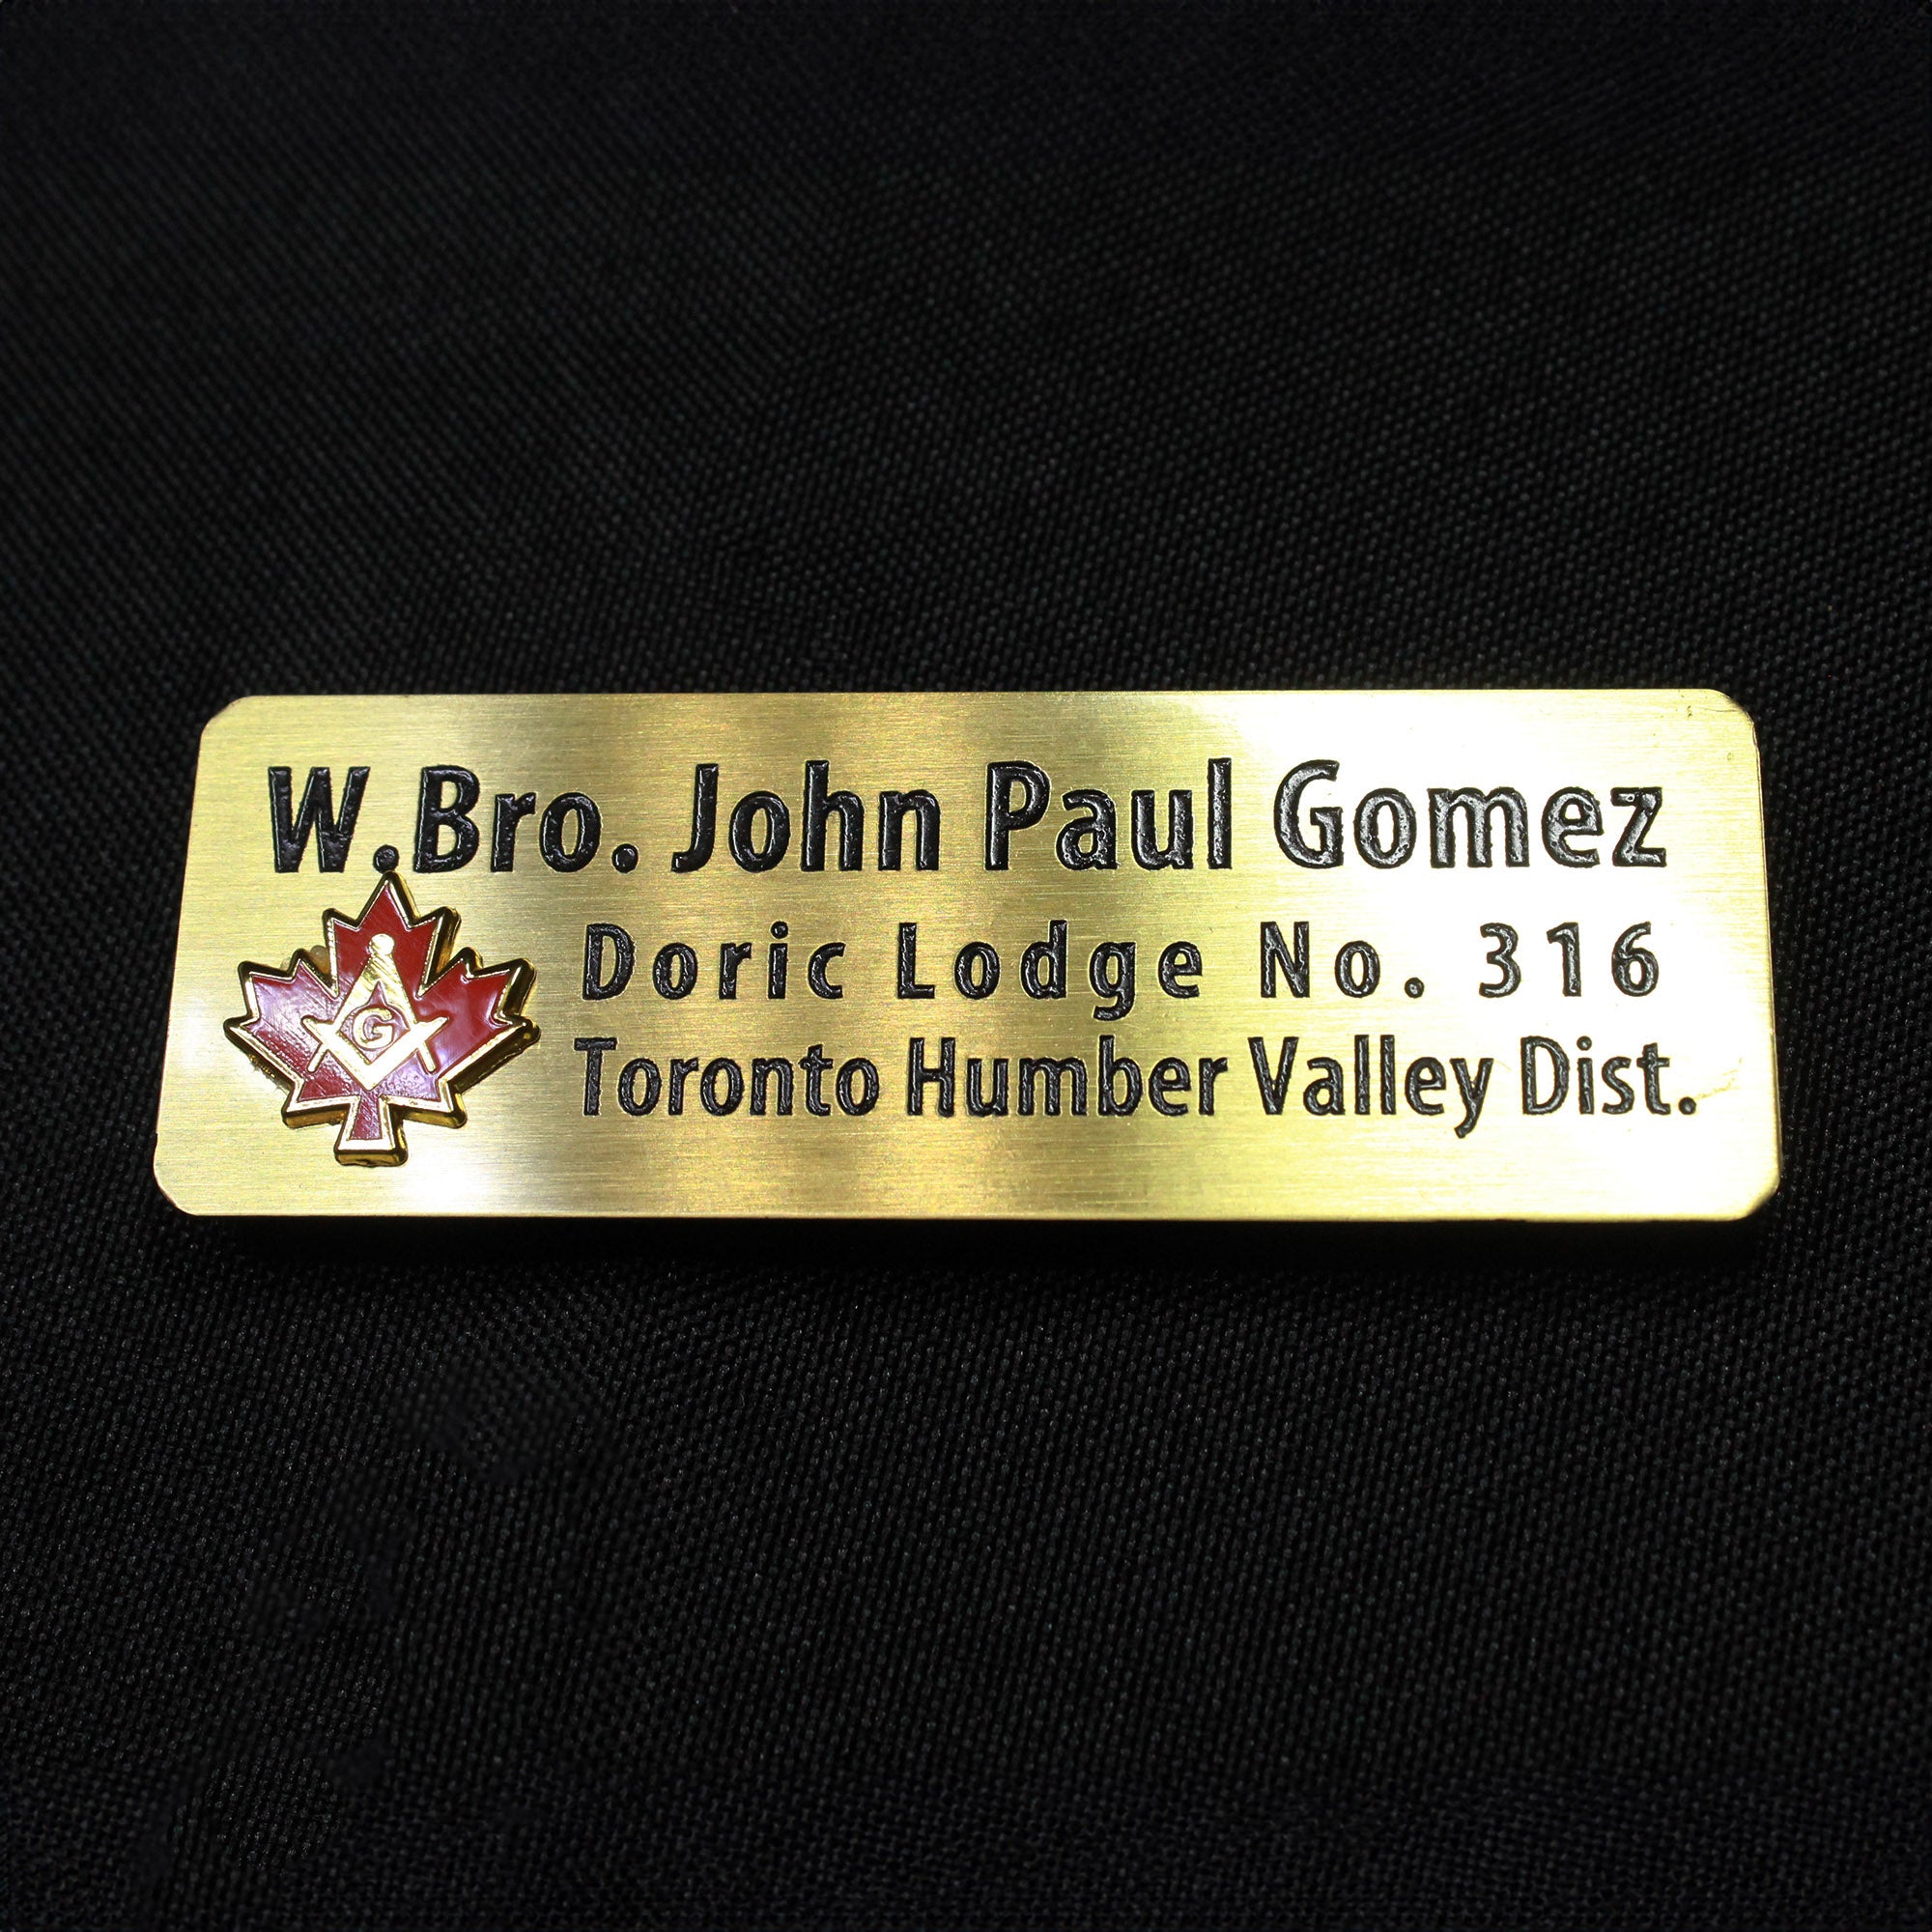 W.Bro. John Paul Gomez
Doric Lodge No. 316
Toronto Humber Valley Dist.
G